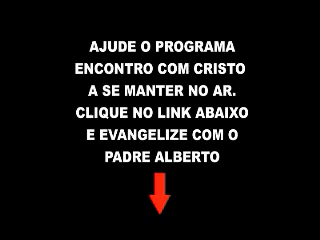 AJUDE O PROGRAMA
ENCONTRO COM CRISTO
A SE MANTER NO AR.
CLIQUE NO LINK ABAIXO
E EVANGELIZE COM O
PADRE ALBERTO